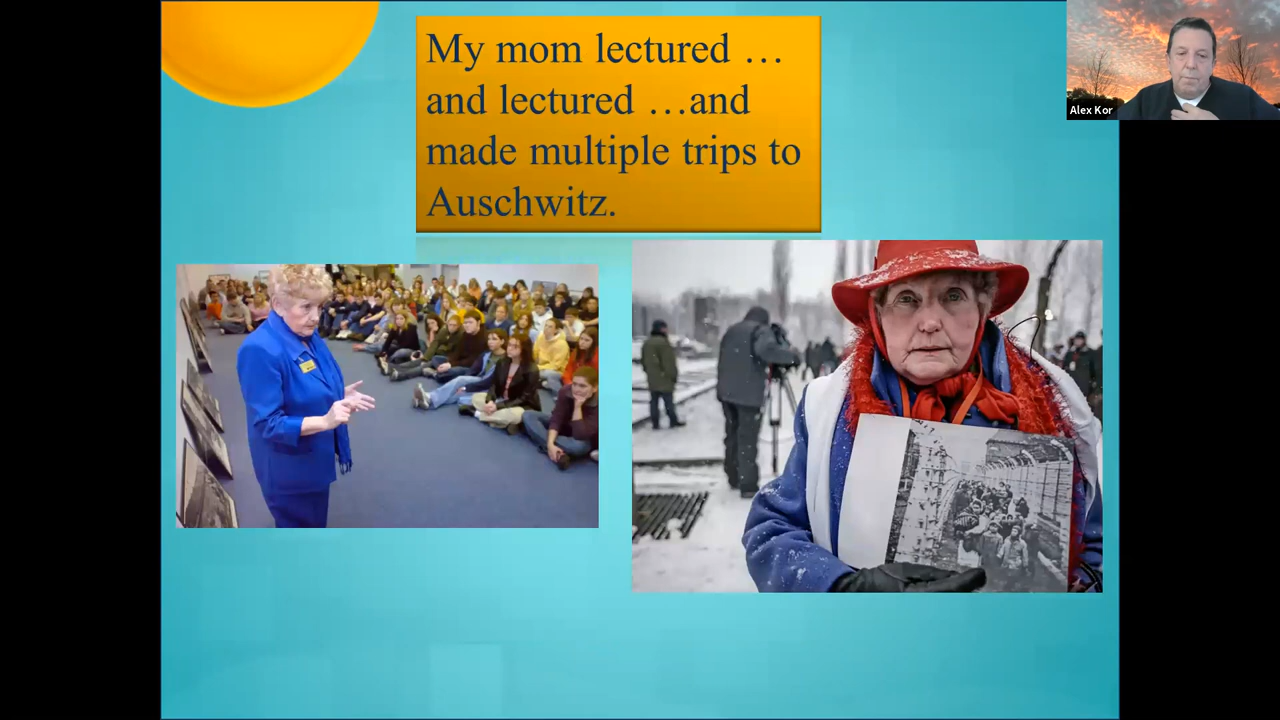 My mom lectured …
and lectured …and
made multiple trips to
Auschwitz.
Alex Kor